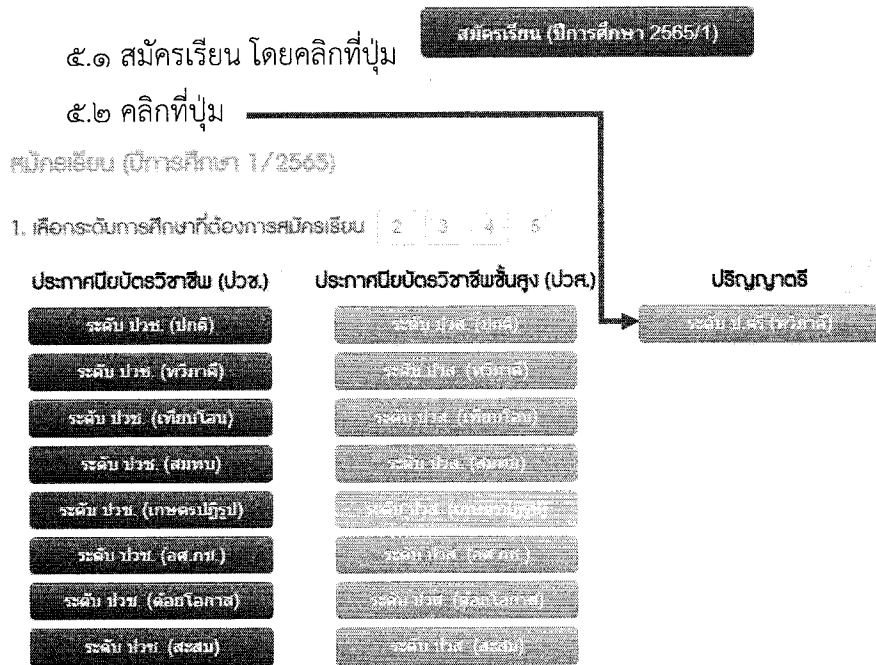 สมัครเรียน (ปีการศึกษา 2565/1)
๕.๑ สมัครเรียน โดยคลิกที่ปุ่ม
๕.๒ คลิกที่ปุ่ม
สมัครเรียน (ปีการศึกษา 1/2565)
1. เลือกระดับการศึกษาที่ต้องการสมัครเรียน 2 3 4 5
ประกาศนียบัตรวิชาชีพ (ปวช.) ประกาศนียบัตรวิชาชีพชั้นสูง (ปวส.) ปริญญาตรี
ระดับ ปวช. (ปกติ) ระดับ ปวส. (ปกติ) ระดับ ป.ตรี (ทวิภาคี)
ระดับ ปวช. (ทวิภาคี) ระดับ ปวส. (ทวิภาคี)
ระดับ ปวช. (เทียบโอน) ระดับ ปวส. (เทียบโอน)
ระดับ ปวช. (สมทบ) ระดับ ปวส. (สมทบ)
ระดับ ปวช. (เกษตรปฏิรูป) ระดับ ปวส. (เกษตรปฏิรูป)
ระดับ ปวช. (อศ.กช.) ระดับ ปวส. (อศ.กช.)
ระดับ ปวช. (ด้อยโอกาส) ระดับ ปวส. (ด้อยโอกาส)
ระดับ ปวช. (สะสม) ระดับ ปวส. (สะสม)